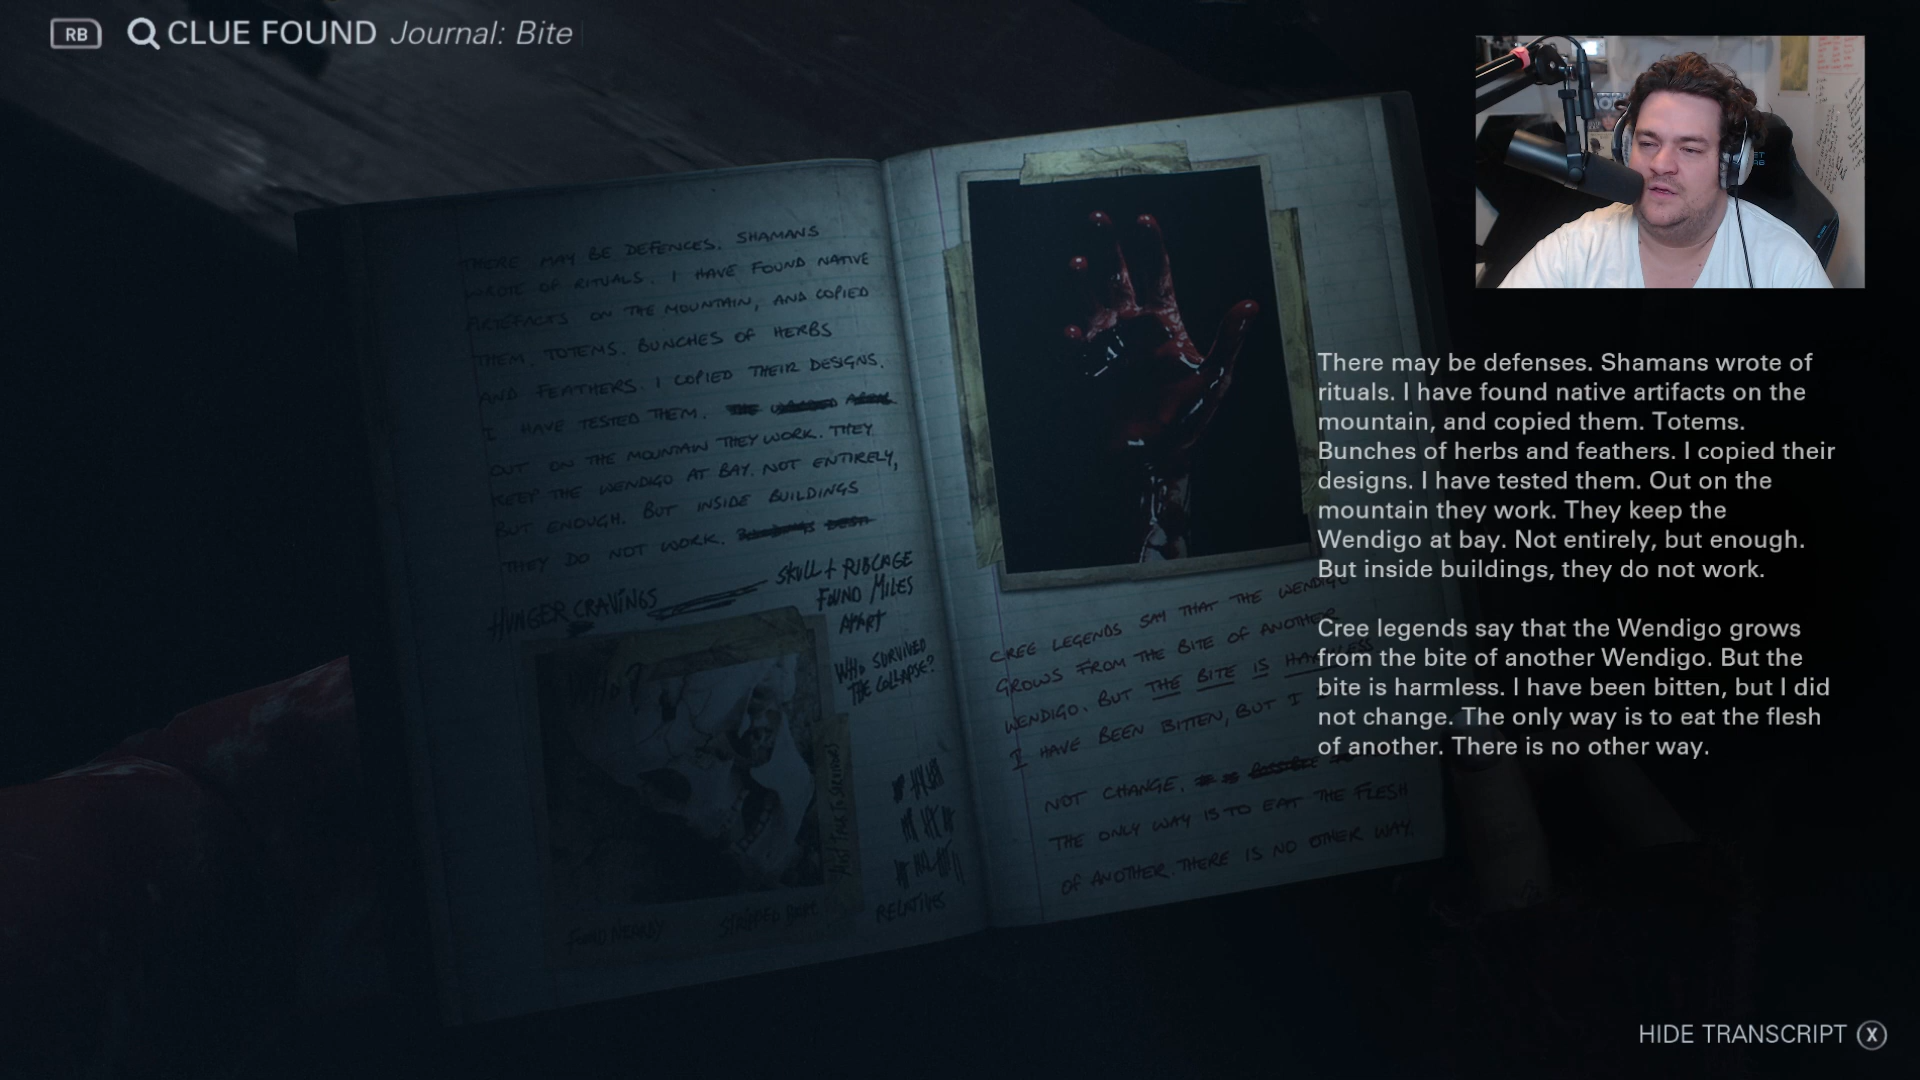 RB CLUE FOUND Journal: Bite
THERE MAY BE DEFENCES. SHAMANS
WROTE OF RITUALS. I HAVE FOUND NATIVE
ARTEFACTS ON THE MOUNTAIN, AND COPIED
THEM. TOTEMS. BUNCHES OF HERBS
AND FEATHERS. I COPIED THEIR DESIGNS.
I HAVE TESTED THEM.
OUT ON THE MOUNTAIN THEY WORK. THEY
KEEP THE WENDIGO AT BAY. NOT ENTIRELY,
BUT ENOUGH. BUT INSIDE BUILDINGS
THEY DO NOT WORK.
HUNGER CRAVINGS
SKULL + RIBCAGE
FOUND MILES
APART
WHO SURVIVED
THE COLLAPSE?
RELATIVES
FOUND NEARBY
CREE LEGENDS SAY THAT THE WENDIGO
GROWS FROM THE BITE OF ANOTHER
WENDIGO. BUT THE BITE IS HARMLESS
I HAVE BEEN BITTEN, BUT I
NOT CHANGE.
THE ONLY WAY IS TO EAT THE FLESH
OF ANOTHER. THERE IS NO OTHER WAY.
There may be defenses. Shamans wrote of
rituals. I have found native artifacts on the
mountain, and copied them. Totems.
Bunches of herbs and feathers. I copied their
designs. I have tested them. Out on the
mountain they work. They keep the
Wendigo at bay. Not entirely, but enough.
But inside buildings, they do not work.
Cree legends say that the Wendigo grows
from the bite of another Wendigo. But the
bite is harmless. I have been bitten, but I did
not change. The only way is to eat the flesh
of another. There is no other way.
HIDE TRANSCRIPT X